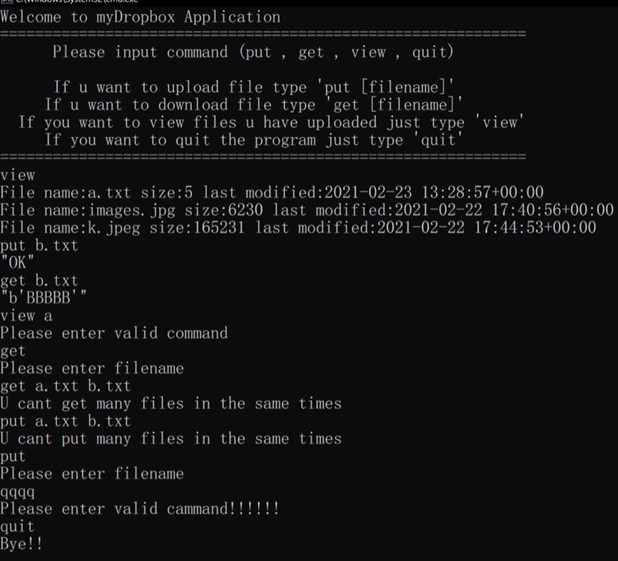 C:\Windows\System32\cmd.exe
Welcome to myDropbox Application
============================================================
Please input command (put , get , view , quit)
If u want to upload file type 'put [filename]'
If u want to download file type 'get [filename]'
If you want to view files u have uploaded just type 'view'
If you want to quit the program just type 'quit'
============================================================
view
File name:a.txt size:5 last modified:2021-02-23 13:28:57+00:00
File name:images.jpg size:6230 last modified:2021-02-22 17:40:56+00:00
File name:k.jpeg size:165231 last modified:2021-02-22 17:44:53+00:00
put b.txt
"OK"
get b.txt
"b'BBBBB'"
view a
Please enter valid command
get
Please enter filename
get a.txt b.txt
U cant get many files in the same times
put a.txt b.txt
U cant put many files in the same times
put
Please enter filename
qqqq
Please enter valid cammand!!!!!!
quit
Bye!!